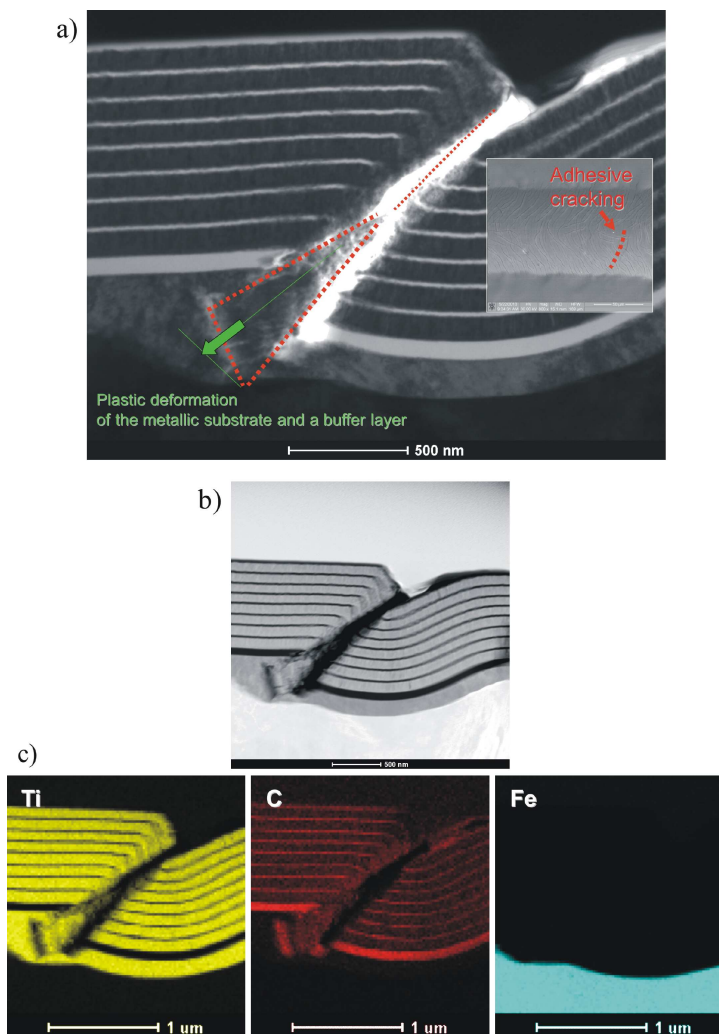 a)
Adhesive
cracking
Plastic deformation
of the metallic substrate and a buffer layer
500 nm
b)
500 nm
c)
Ti
C
Fe
1 um
1 um
1 um